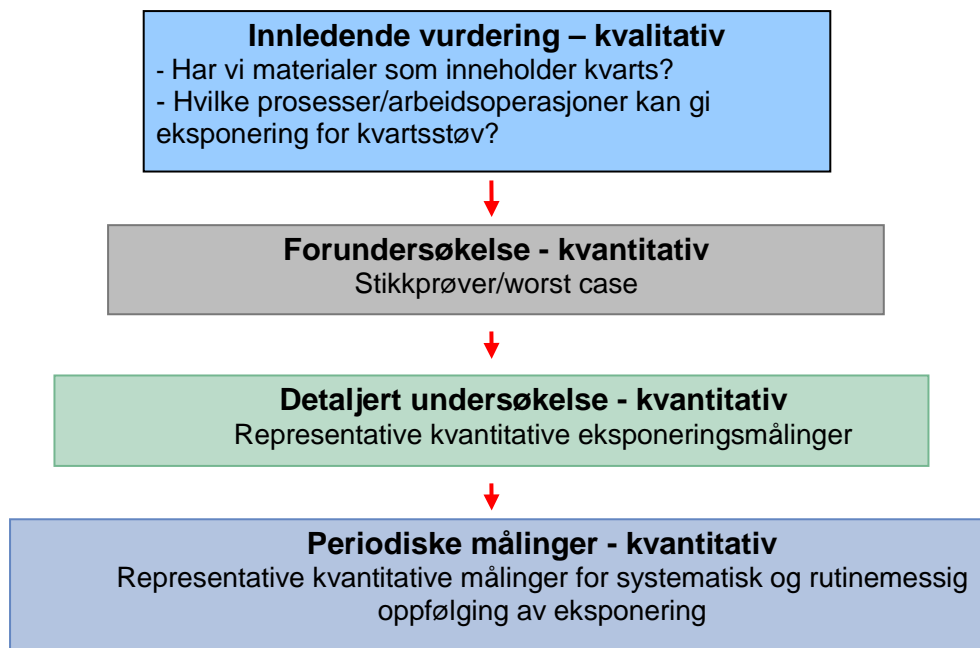 Innledende vurdering – kvalitativ
- Har vi materialer som inneholder kvarts?
- Hvilke prosesser/arbeidsoperasjoner kan gi
eksponering for kvartsstøv?
Forundersøkelse - kvantitativ
Stikkprøver/worst case
Detaljert undersøkelse - kvantitativ
Representative kvantitative eksponeringsmålinger
Periodiske målinger - kvantitativ
Representative kvantitative målinger for systematisk og rutinemessig
oppfølging av eksponering